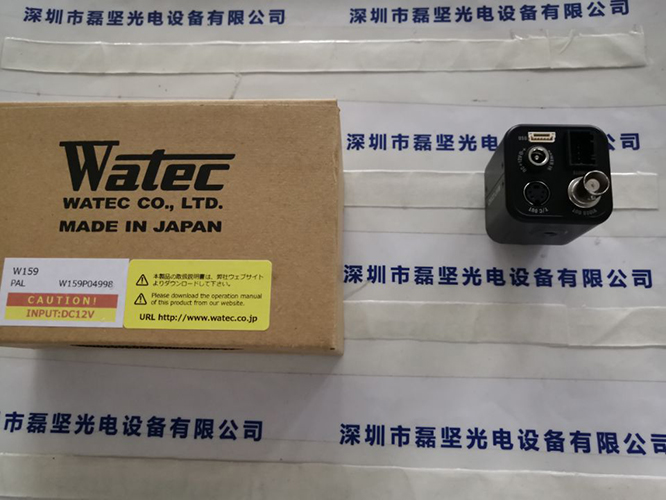 深圳市磊坚光电设备有限公司
深圳市磊坚光电设备有限公司
Watec
WATEC CO., LTD.
MADE IN JAPAN
W159
PAL W159P04998
CAUTION!
INPUT:DC12V
本製品の取扱説明書は、弊社ウェブサイト
よりダウンロードして下さい。
Please download the operation manual
of this product from our website.
URL http://www.watec.co.jp
深圳市磊坚光电设备有限公司
深圳市磊坚光电设备有限公司
深圳市磊坚光电设备有限公司
深圳市磊坚光电设备有限公司